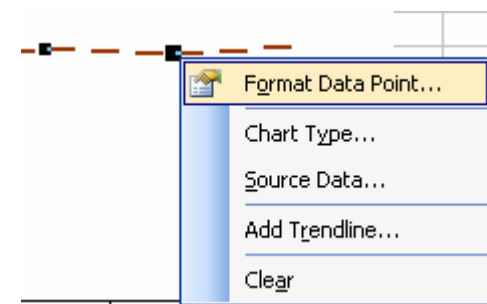 Format Data Point...
Chart Type...
Source Data...
Add Trendline...
Clear